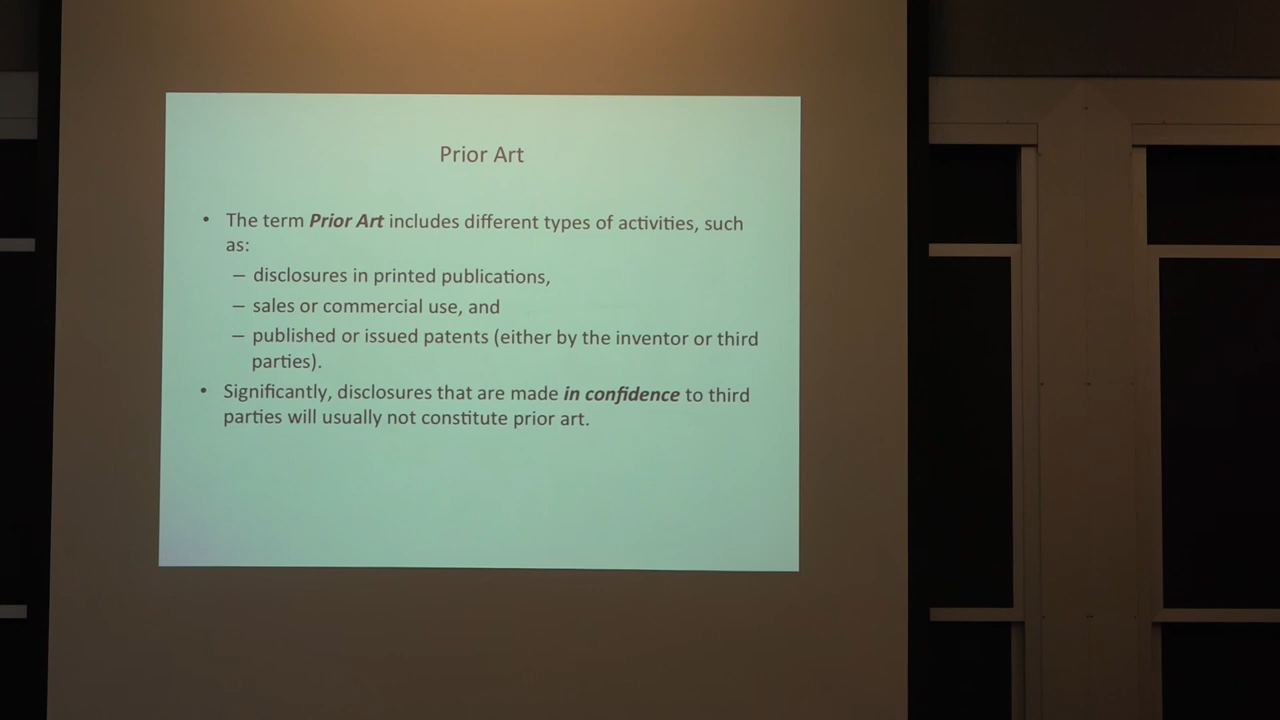 Prior Art
• The term Prior Art includes different types of activities, such
as:
– disclosures in printed publications,
– sales or commercial use, and
– published or issued patents (either by the inventor or third
parties).
• Significantly, disclosures that are made in confidence to third
parties will usually not constitute prior art.